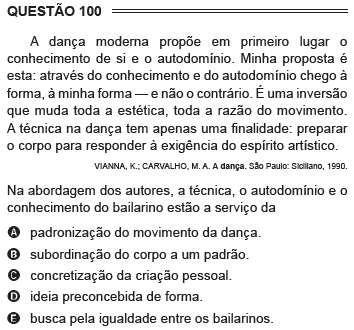 QUESTÃO 100
A dança moderna propõe em primeiro lugar o
conhecimento de si e o autodomínio. Minha proposta é
esta: através do conhecimento e do autodomínio chego à
forma, à minha forma — e não o contrário. É uma inversão
que muda toda a estética, toda a razão do movimento.
A técnica na dança tem apenas uma finalidade: preparar
o corpo para responder à exigência do espírito artístico.
VIANNA, K.; CARVALHO, M. A. A dança. São Paulo: Siciliano, 1990.
Na abordagem dos autores, a técnica, o autodomínio e o
conhecimento do bailarino estão a serviço da
A padronização do movimento da dança.
B subordinação do corpo a um padrão.
C concretização da criação pessoal.
D ideia preconcebida de forma.
E busca pela igualdade entre os bailarinos.